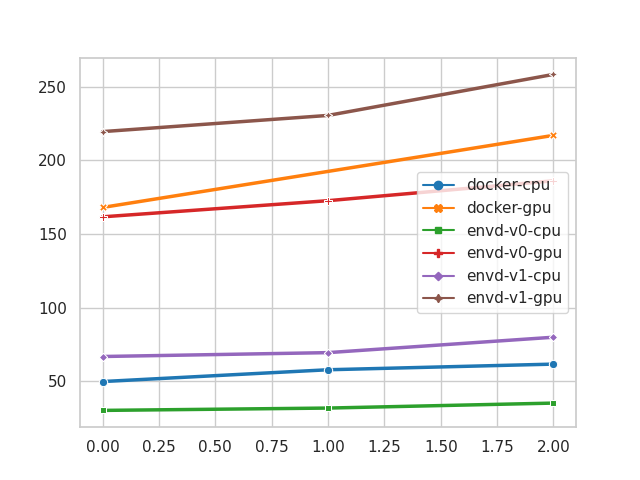 250
200
150
100
50
docker-cpu
docker-gpu
envd-v0-cpu
envd-v0-gpu
envd-v1-cpu
envd-v1-gpu
0.00 0.25 0.50 0.75 1.00 1.25 1.50 1.75 2.00